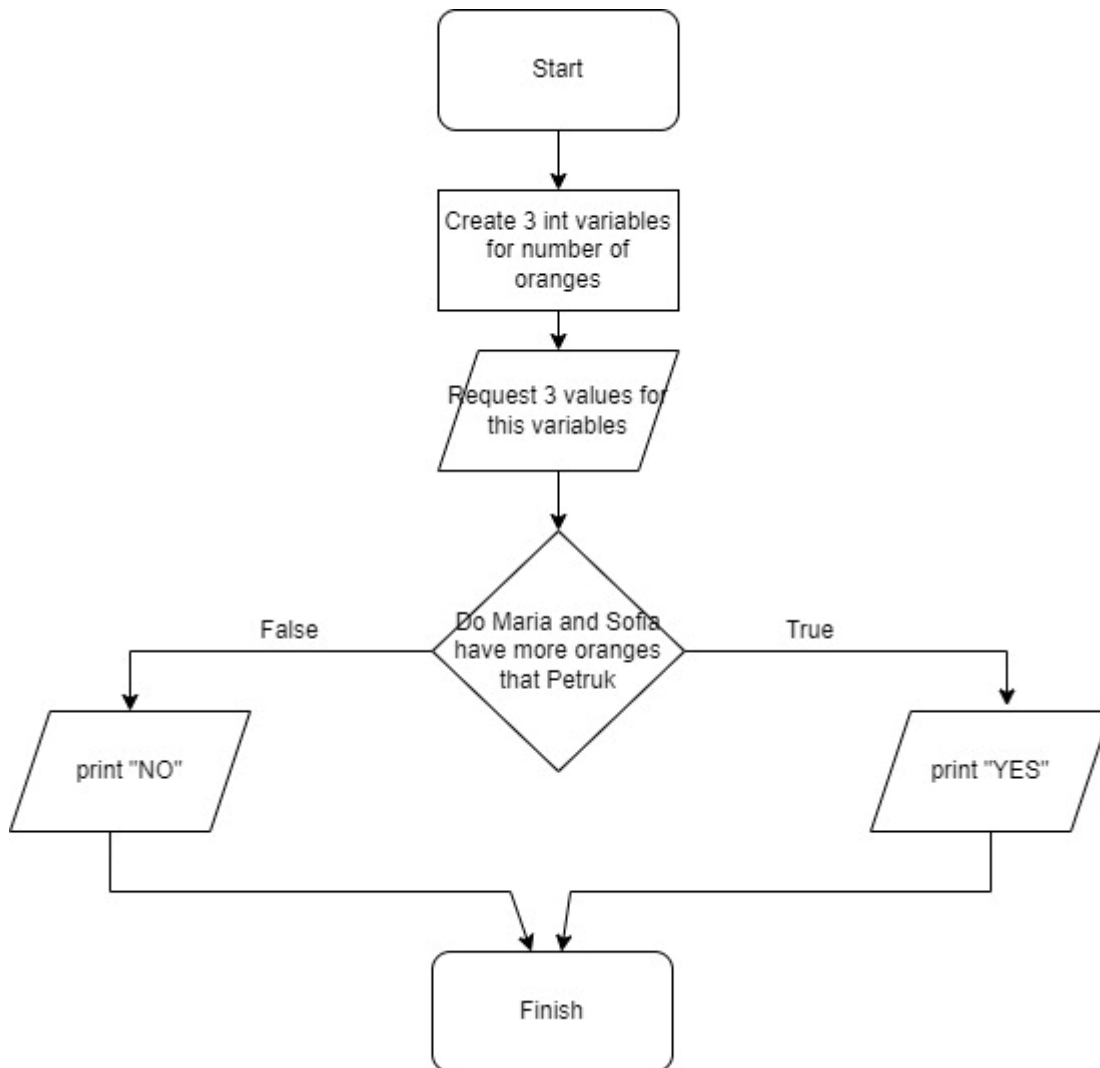 Start
Create 3 int variables
for number of
oranges
Request 3 values for
this variables
Do Maria and Sofia
have more oranges
that Petruk
False
True
print "NO"
print "YES"
Finish